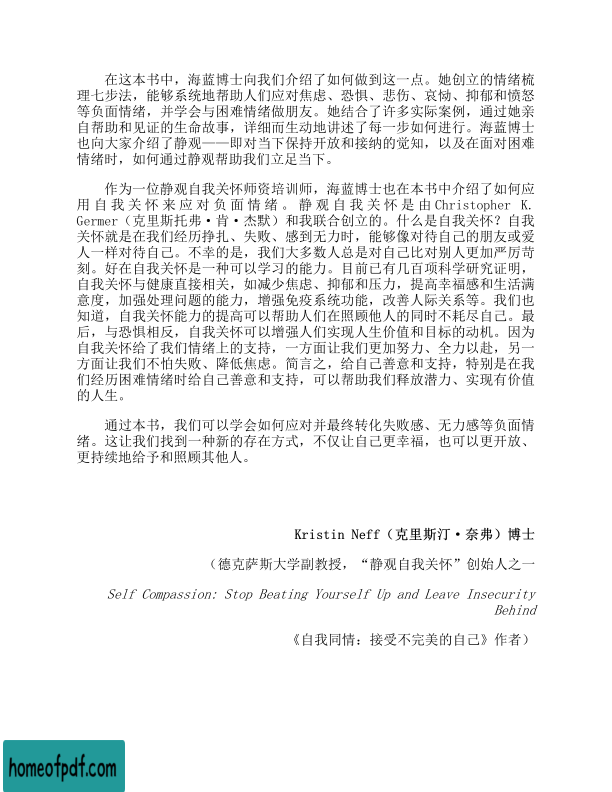 在这本书中，海蓝博士向我们介绍了如何做到这一点。她创立的情绪梳
理七步法，能够系统地帮助人们应对焦虑、恐惧、悲伤、哀恸、抑郁和愤怒
等负面情绪，并学会与困难情绪做朋友。她结合了许多实际案例，通过她亲
自帮助和见证的生命故事，详细而生动地讲述了每一步如何进行。海蓝博士
也向大家介绍了静观——即对当下保持开放和接纳的觉知，以及在面对困难
情绪时，如何通过静观帮助我们立足当下。
作为一位静观自我关怀师资培训师，海蓝博士也在本书中介绍了如何应
用自我关怀来应对负面情绪。静观自我关怀是由Christopher K.
Germer（克里斯托弗·肯·杰默）和我联合创立的。什么是自我关怀？自我
关怀就是在我们经历挣扎、失败、感到无力时，能够像对待自己的朋友或爱
人一样对待自己。不幸的是，我们大多数人总是对自己比对别人更加严厉苛
刻。好在自我关怀是一种可以学习的能力。目前已有几百项科学研究证明，
自我关怀与健康直接相关，如减少焦虑、抑郁和压力，提高幸福感和生活满
意度，加强处理问题的能力，增强免疫系统功能，改善人际关系等。我们也
知道，自我关怀能力的提高可以帮助人们在照顾他人的同时不耗尽自己。最
后，与恐惧相反，自我关怀可以增强人们实现人生价值和目标的动机。因为
自我关怀给了我们情绪上的支持，一方面让我们更加努力、全力以赴，另一
方面让我们不怕失败、降低焦虑。简言之，给自己善意和支持，特别是在我
们经历困难情绪时给自己善意和支持，可以帮助我们释放潜力、实现有价值
的人生。
通过本书，我们可以学会如何应对并最终转化失败感、无力感等负面情
绪。这让我们找到一种新的存在方式，不仅让自己更幸福，也可以更开放、
更持续地给予和照顾其他人。
Kristin Neff（克里斯汀·奈弗）博士
（德克萨斯大学副教授，“静观自我关怀”创始人之一
Self Compassion: Stop Beating Yourself Up and Leave Insecurity
Behind
《自我同情：接受不完美的自己》作者）
homeofpdf.com